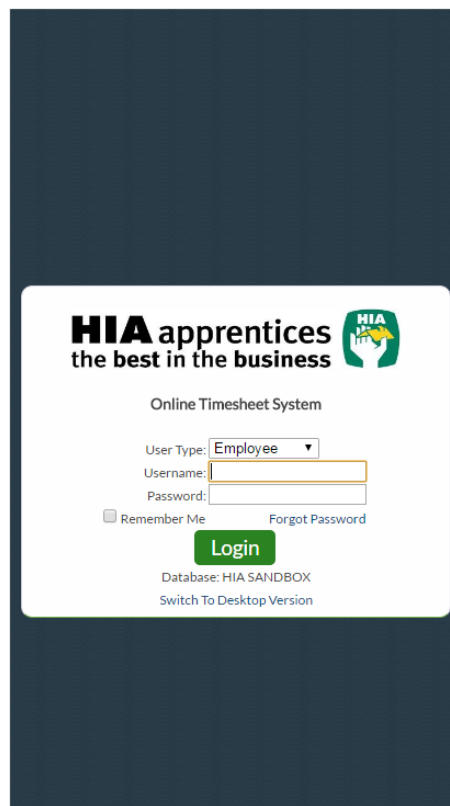 HIA apprentices
the best in the business
HIA
Online Timesheet System
User Type: Employee
Username:
Password:
Remember Me Forgot Password
Login
Database: HIA SANDBOX
Switch To Desktop Version